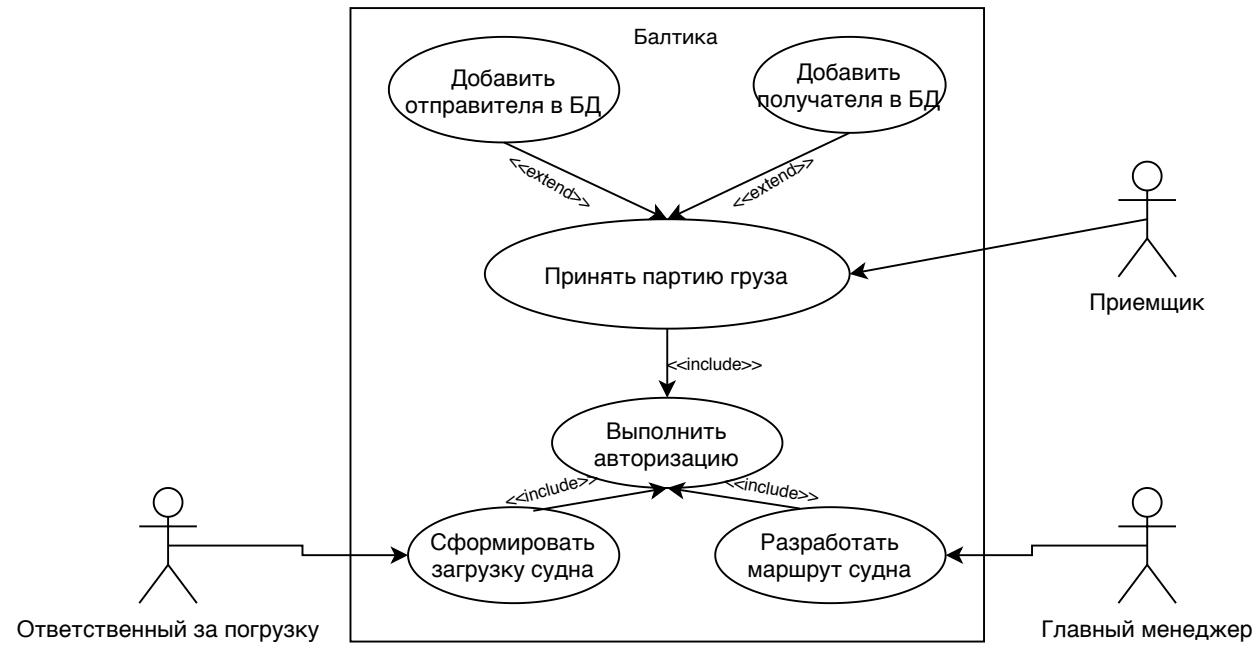 Балтика
Добавить
отправителя в БД
Добавить
получателя в БД
<<extend>>
<<extend>>
Принять партию груза
Приемщик
<<include>>
Выполнить
авторизацию
<<include>>
<<include>>
Сформировать
загрузку судна
Разработать
маршрут судна
Ответственный за погрузку
Главный менеджер